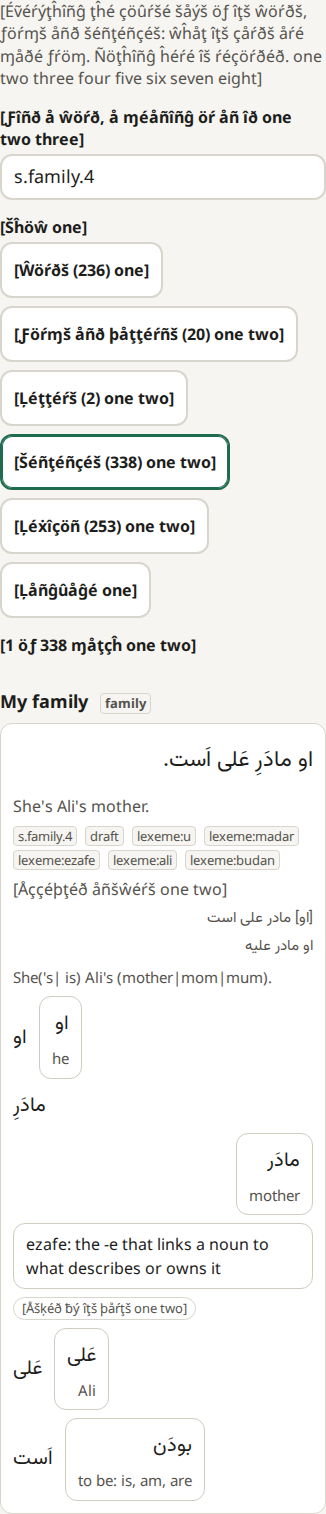 [Ëṽéŕýţĥîñĝ ţĥé çöûŕšé šåýš öƒ îţš ŵöŕðš,
ƒöŕɱš åñð šéñţéñçéš: ŵĥåţ îţš çåŕðš åŕé
ɱåðé ƒŕöɱ. Ñöţĥîñĝ ĥéŕé îš ŕéçöŕðéð. one
two three four five six seven eight]
[Ƒîñð å ŵöŕð, å ɱéåñîñĝ öŕ åñ îð one
two three]
s.family.4
[Šĥöŵ one]
[Ŵöŕðš (236) one]
[Ƒöŕɱš åñð þåţţéŕñš (20) one two]
[Ļéţţéŕš (2) one two]
[Šéñţéñçéš (338) one two]
[Ļéẋîçöñ (253) one two]
[Ļåñĝûåĝé one]
[1 öƒ 338 ɱåţçĥ one two]
My family family
او مادَرِ عَلی اَست.
She's Ali's mother.
s.family.4 draft lexeme:u lexeme:madar
lexeme:ezafe lexeme:ali lexeme:budan
[Åççéþţéð åñšŵéŕš one two]
[او] مادر علی است
او مادر علیه
She('s| is) Ali's (mother|mom|mum).
او
او
he
مادَرِ
مادَر
mother
ezafe: the -e that links a noun to
what describes or owns it
[Åšķéð ƀý îţš þåŕţš one two]
عَلی
عَلی
Ali
اَست
بودَن
to be: is, am, are